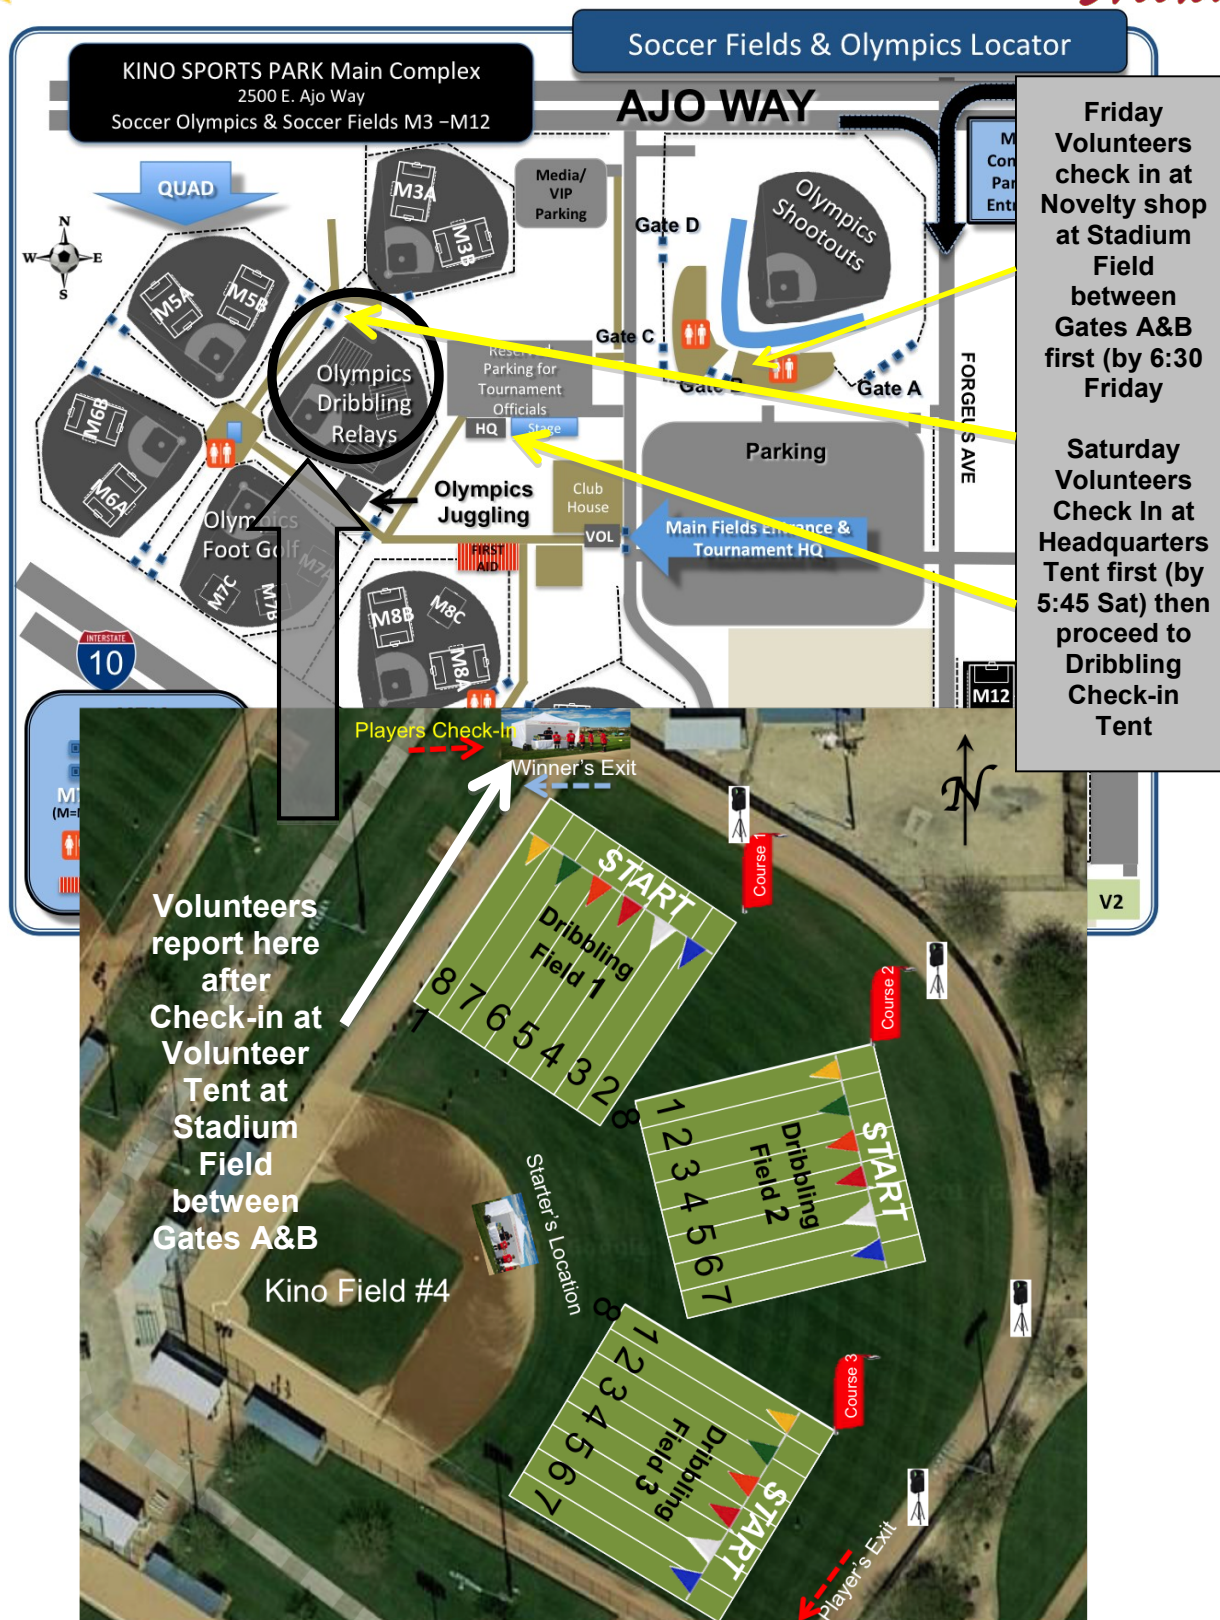 Soccer Fields & Olympics Locator
KINO SPORTS PARK Main Complex
2500 E. Ajo Way
Soccer Olympics & Soccer Fields M3 –M12
AJO WAY
QUAD
N
W
E
S
M3A
M3B
Media/
VIP
Parking
Gate D
Olympics
Shootouts
M5A
M5B
Gate C
Gate A
Olympics
Dribbling
Relays
Reserved
Parking for
Tournament
Officials
HQ
Stage
M6B
M6A
Parking
FORGEUS AVE
Olympics
Juggling
Club
House
VOL
Main Fields Entrance &
Tournament HQ
Olympics
Foot Golf
M7A
M7B
M7C
FIRST
AID
M8B
M8C
M8A
INTERSTATE
10
M12
V2
Friday
Volunteers
check in at
Novelty shop
at Stadium
Field
between
Gates A&B
first (by 6:30
Friday
Saturday
Volunteers
Check In at
Headquarters
Tent first (by
5:45 Sat) then
proceed to
Dribbling
Check-in
Tent
Players Check-In
Winner's Exit
N
START
Dribbling
Field 1
8 7 6 5 4 3 2
1
Course 1
Course 2
Volunteers
report here
after
Check-in at
Volunteer
Tent at
Stadium
Field
between
Gates A&B
8
1
2
3
4
5
6
7
Dribbling
Field 2
START
Starter's Location
Kino Field #4
8
1
2
3
4
5
6
7
Dribbling
Field 3
START
Course 3
Player's Exit